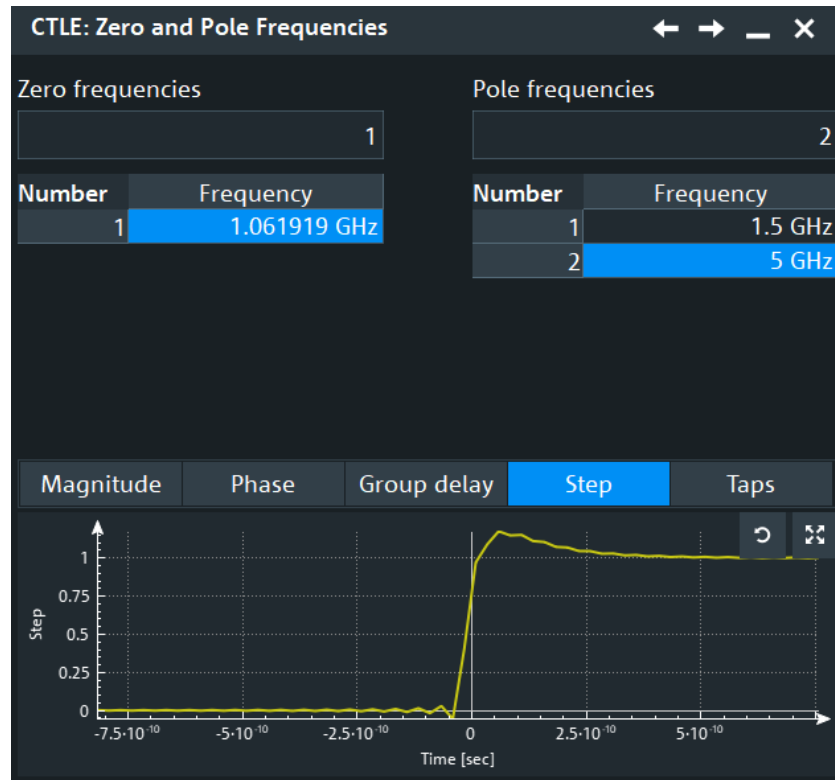 CTLE: Zero and Pole Frequencies
Zero frequencies
1
Number Frequency
1 1.061919 GHz
Pole frequencies
2
Number Frequency
1 1.5 GHz
2 5 GHz
Magnitude Phase Group delay Step Taps
Step
1
0.75
0.5
0.25
0
-7.5·10⁻¹⁰ -5·10⁻¹⁰ -2.5·10⁻¹⁰ 0 2.5·10⁻¹⁰ 5·10⁻¹⁰
Time [sec]